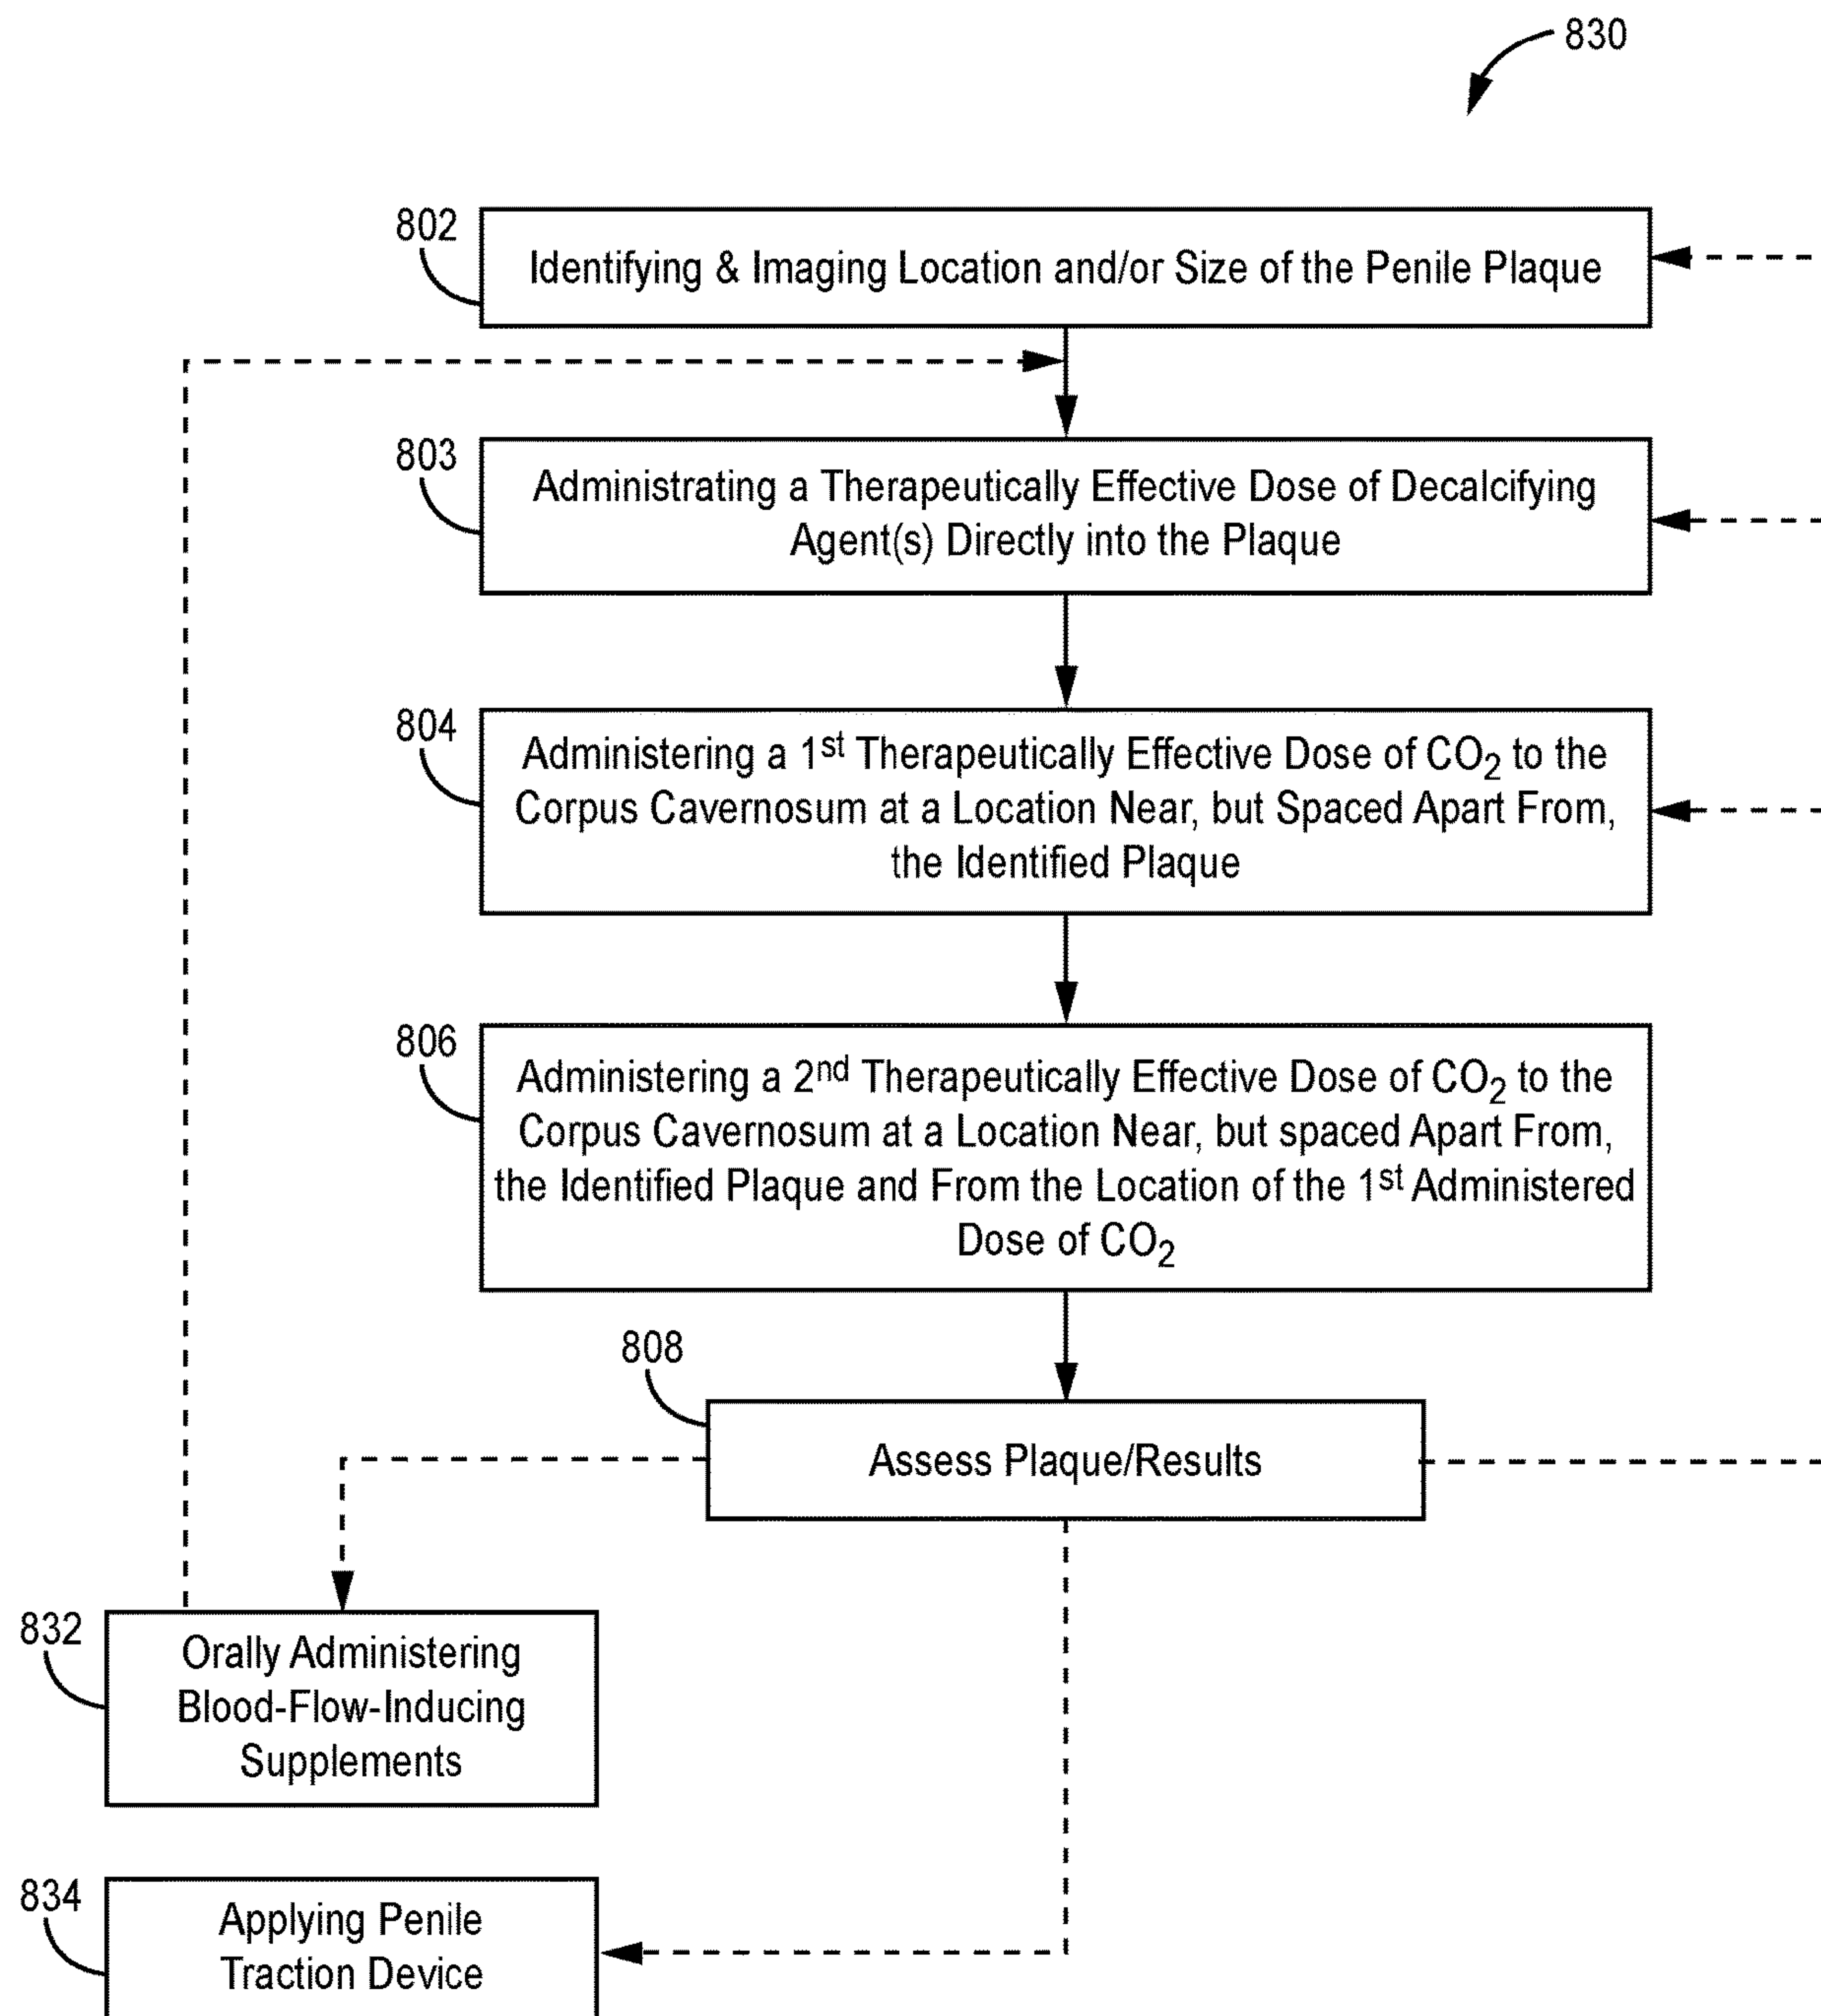 830
802
Identifying & Imaging Location and/or Size of the Penile Plaque
803
Administrating a Therapeutically Effective Dose of Decalcifying
Agent(s) Directly into the Plaque
804
Administering a 1st Therapeutically Effective Dose of CO2 to the
Corpus Cavernosum at a Location Near, but Spaced Apart From,
the Identified Plaque
806
Administering a 2nd Therapeutically Effective Dose of CO2 to the
Corpus Cavernosum at a Location Near, but spaced Apart From,
the Identified Plaque and From the Location of the 1st Administered
Dose of CO2
808
Assess Plaque/Results
832
Orally Administering
Blood-Flow-Inducing
Supplements
834
Applying Penile
Traction Device